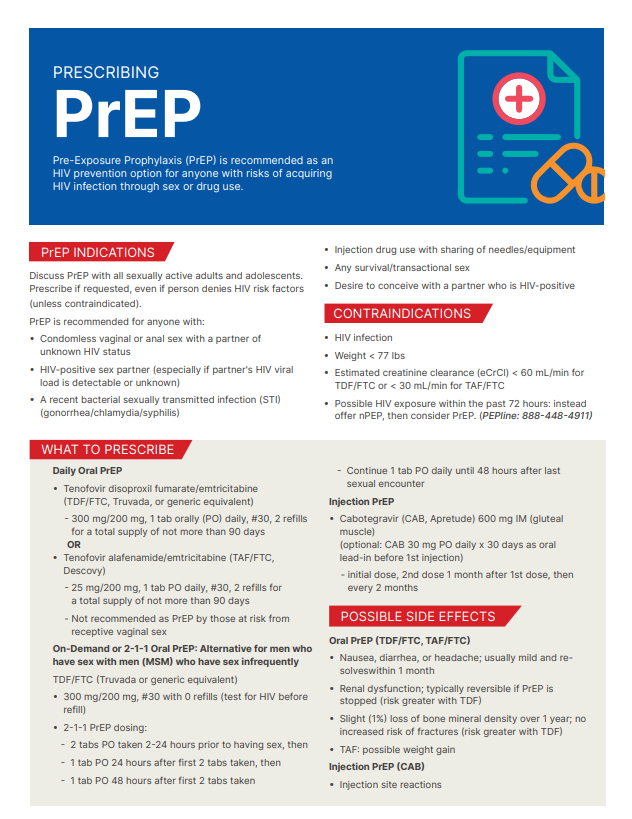 PRESCRIBING
PrEP
Pre-Exposure Prophylaxis (PrEP) is recommended as an
HIV prevention option for anyone with risks of acquiring
HIV infection through sex or drug use.
PrEP INDICATIONS
Discuss PrEP with all sexually active adults and adolescents.
Prescribe if requested, even if person denies HIV risk factors
(unless contraindicated).
PrEP is recommended for anyone with:
• Condomless vaginal or anal sex with a partner of
unknown HIV status
• HIV-positive sex partner (especially if partner's HIV viral
load is detectable or unknown)
• A recent bacterial sexually transmitted infection (STI)
(gonorrhea/chlamydia/syphilis)
• Injection drug use with sharing of needles/equipment
• Any survival/transactional sex
• Desire to conceive with a partner who is HIV-positive
CONTRAINDICATIONS
• HIV infection
• Weight < 77 lbs
• Estimated creatinine clearance (eCrCl) < 60 mL/min for
TDF/FTC or < 30 mL/min for TAF/FTC
• Possible HIV exposure within the past 72 hours: instead
offer nPEP, then consider PrEP. (PEPline: 888-448-4911)
WHAT TO PRESCRIBE
Daily Oral PrEP
• Tenofovir disoproxil fumarate/emtricitabine
(TDF/FTC, Truvada, or generic equivalent)
- 300 mg/200 mg, 1 tab orally (PO) daily, #30, 2 refills
for a total supply of not more than 90 days
OR
• Tenofovir alafenamide/emtricitabine (TAF/FTC,
Descovy)
- 25 mg/200 mg, 1 tab PO daily, #30, 2 refills for
a total supply of not more than 90 days
- Not recommended as PrEP by those at risk from
receptive vaginal sex
On-Demand or 2-1-1 Oral PrEP: Alternative for men who
have sex with men (MSM) who have sex infrequently
TDF/FTC (Truvada or generic equivalent)
• 300 mg/200 mg, #30 with 0 refills (test for HIV before
refill)
• 2-1-1 PrEP dosing:
- 2 tabs PO taken 2-24 hours prior to having sex, then
- 1 tab PO 24 hours after first 2 tabs taken, then
- 1 tab PO 48 hours after first 2 tabs taken
- Continue 1 tab PO daily until 48 hours after last
sexual encounter
Injection PrEP
• Cabotegravir (CAB, Apretude) 600 mg IM (gluteal
muscle)
(optional: CAB 30 mg PO daily x 30 days as oral
lead-in before 1st injection)
- initial dose, 2nd dose 1 month after 1st dose, then
every 2 months
POSSIBLE SIDE EFFECTS
Oral PrEP (TDF/FTC, TAF/FTC)
• Nausea, diarrhea, or headache; usually mild and re-
solveswithin 1 month
• Renal dysfunction; typically reversible if PrEP is
stopped (risk greater with TDF)
• Slight (1%) loss of bone mineral density over 1 year; no
increased risk of fractures (risk greater with TDF)
• TAF: possible weight gain
Injection PrEP (CAB)
• Injection site reactions